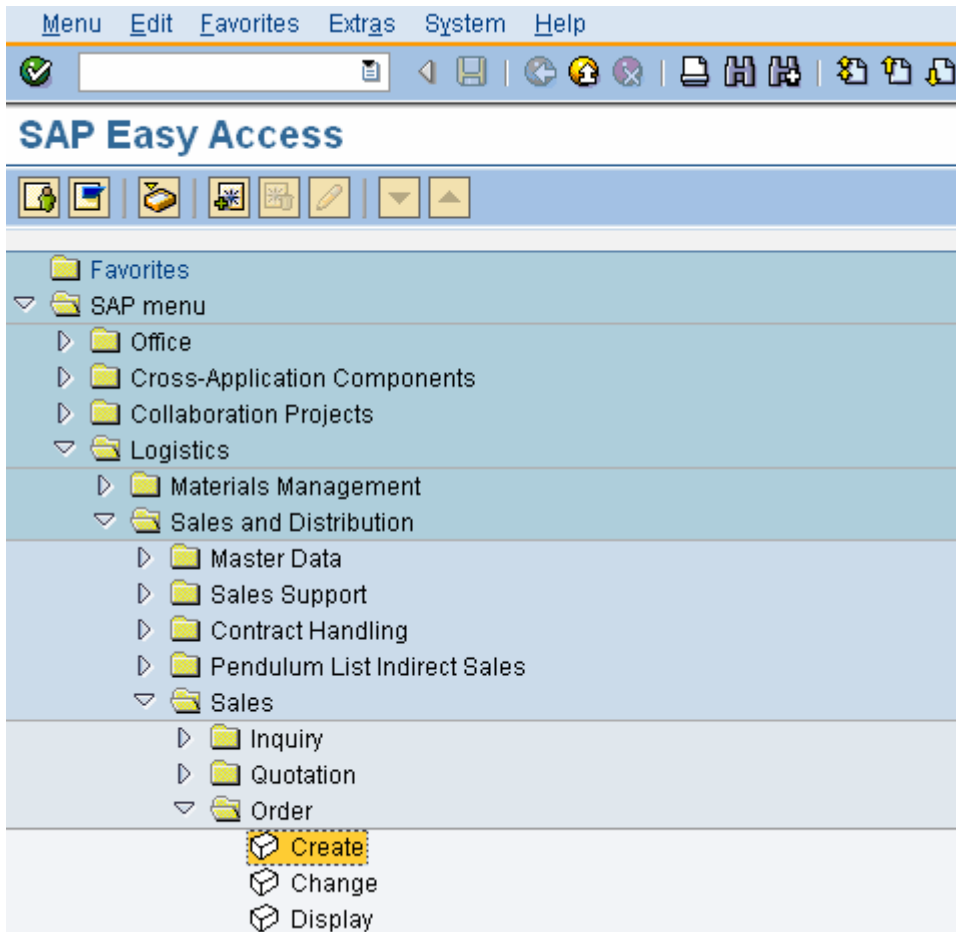 Menu Edit Favorites Extras System Help
SAP Easy Access
Favorites
SAP menu
Office
Cross-Application Components
Collaboration Projects
Logistics
Materials Management
Sales and Distribution
Master Data
Sales Support
Contract Handling
Pendulum List Indirect Sales
Sales
Inquiry
Quotation
Order
Create
Change
Display